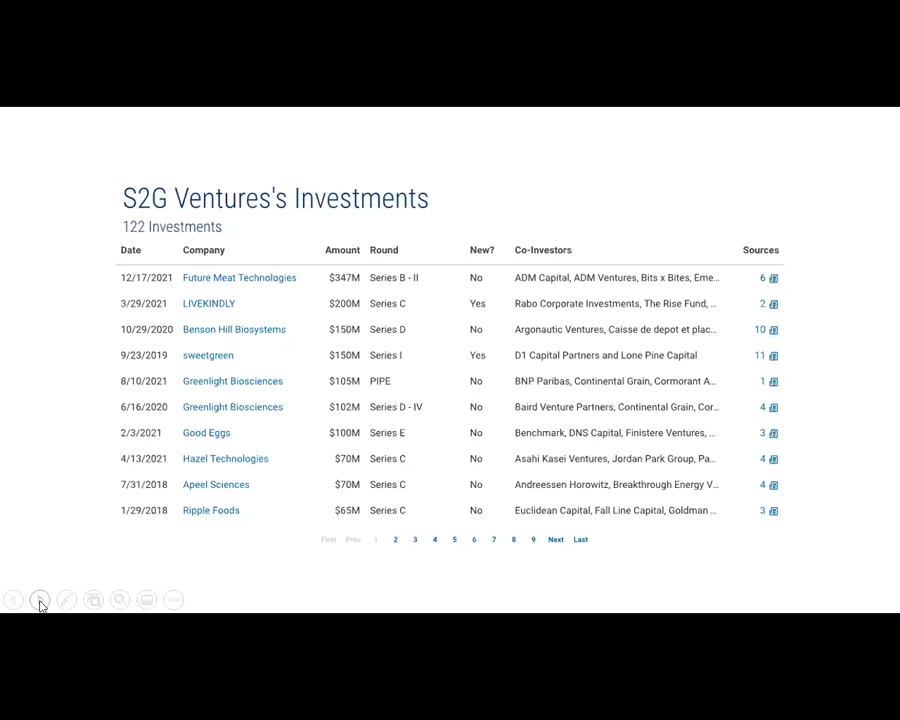 S2G Ventures's Investments
122 Investments
Date Company Amount Round New? Co-Investors Sources
12/17/2021 Future Meat Technologies $347M Series B - II No ADM Capital, ADM Ventures, Bits x Bites, Eme... 6
3/29/2021 LIVEKINDLY $200M Series C Yes Rabo Corporate Investments, The Rise Fund, ... 2
10/29/2020 Benson Hill Biosystems $150M Series D No Argonautic Ventures, Caisse de depot et plac... 10
9/23/2019 sweetgreen $150M Series I Yes D1 Capital Partners and Lone Pine Capital 11
8/10/2021 Greenlight Biosciences $105M PIPE No BNP Paribas, Continental Grain, Cormorant A... 1
6/16/2020 Greenlight Biosciences $102M Series D - IV No Baird Venture Partners, Continental Grain, Cor... 4
2/3/2021 Good Eggs $100M Series E No Benchmark, DNS Capital, Finistere Ventures, ... 3
4/13/2021 Hazel Technologies $70M Series C No Asahi Kasei Ventures, Jordan Park Group, Pa... 4
7/31/2018 Apeel Sciences $70M Series C No Andreessen Horowitz, Breakthrough Energy V... 4
1/29/2018 Ripple Foods $65M Series C No Euclidean Capital, Fall Line Capital, Goldman ... 3
First Prev 1 2 3 4 5 6 7 8 9 Next Last